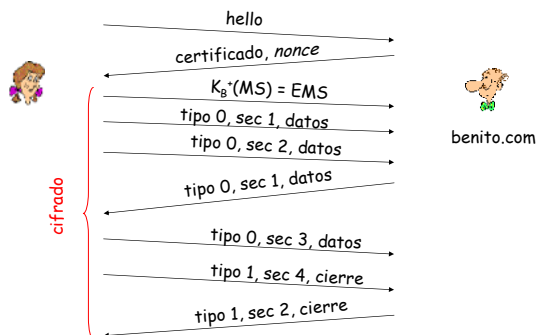 hello
certificado, nonce
K_B⁺(MS) = EMS
tipo 0, sec 1, datos
tipo 0, sec 2, datos
benito.com
tipo 0, sec 1, datos
cifrado
tipo 0, sec 3, datos
tipo 1, sec 4, cierre
tipo 1, sec 2, cierre